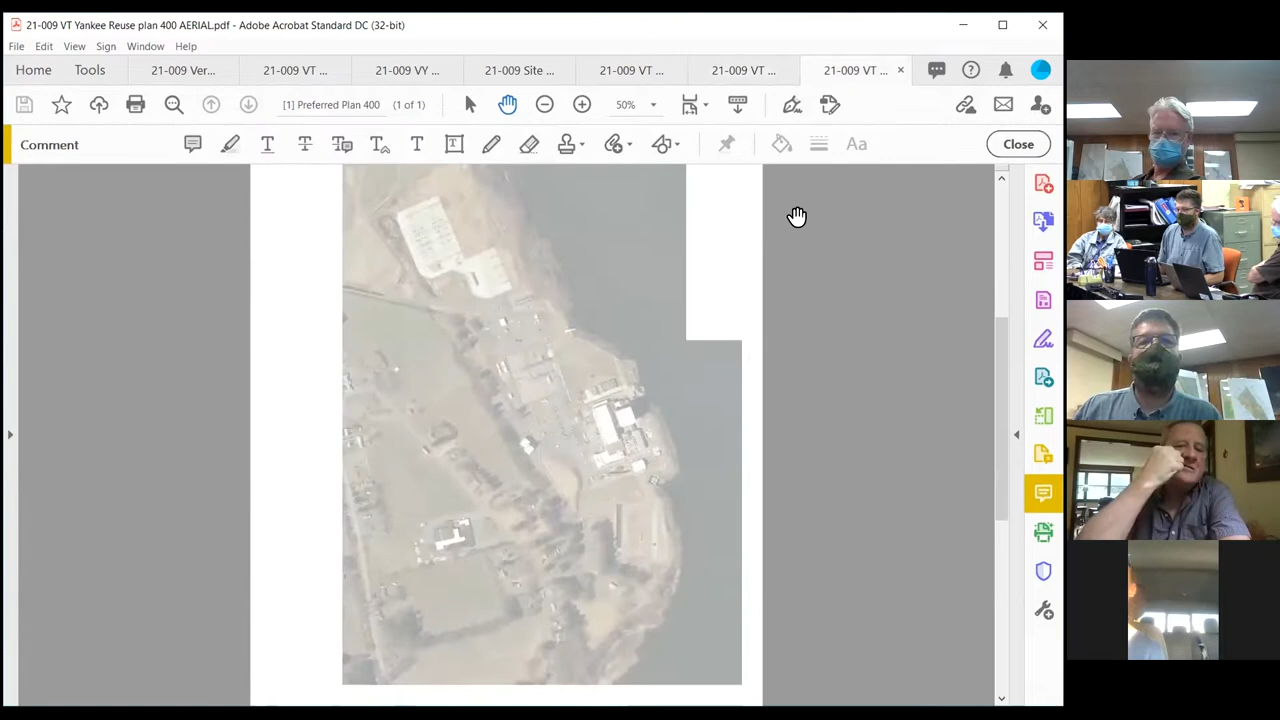 21-009 VT Yankee Reuse plan 400 AERIAL.pdf - Adobe Acrobat Standard DC (32-bit)
File Edit View Sign Window Help
Home Tools 21-009 Ver... 21-009 VT ... 21-009 VY ... 21-009 Site ... 21-009 VT ... 21-009 VT ... 21-009 VT ...
[1] Preferred Plan 400 (1 of 1) 50%
Comment Aa Close